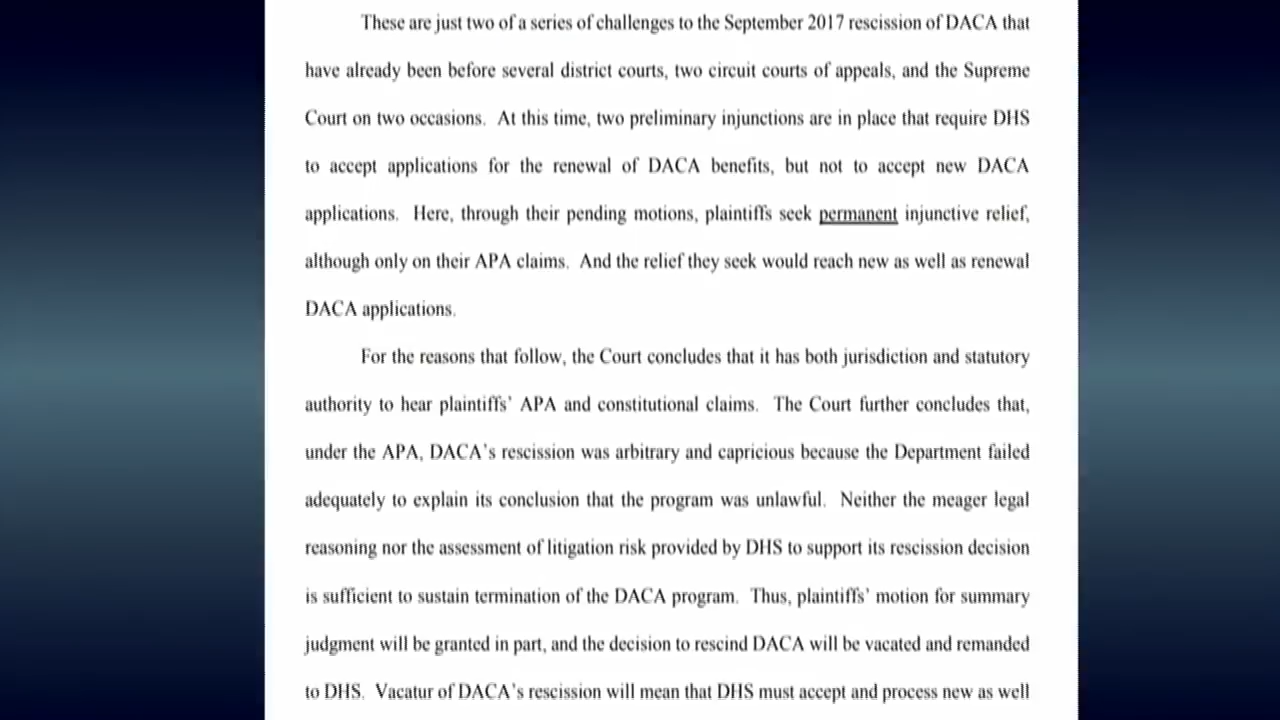 These are just two of a series of challenges to the September 2017 rescission of DACA that
have already been before several district courts, two circuit courts of appeals, and the Supreme
Court on two occasions. At this time, two preliminary injunctions are in place that require DHS
to accept applications for the renewal of DACA benefits, but not to accept new DACA
applications. Here, through their pending motions, plaintiffs seek permanent injunctive relief,
although only on their APA claims. And the relief they seek would reach new as well as renewal
DACA applications.
For the reasons that follow, the Court concludes that it has both jurisdiction and statutory
authority to hear plaintiffs' APA and constitutional claims. The Court further concludes that,
under the APA, DACA's rescission was arbitrary and capricious because the Department failed
adequately to explain its conclusion that the program was unlawful. Neither the meager legal
reasoning nor the assessment of litigation risk provided by DHS to support its rescission decision
is sufficient to sustain termination of the DACA program. Thus, plaintiffs' motion for summary
judgment will be granted in part, and the decision to rescind DACA will be vacated and remanded
to DHS. Vacatur of DACA's rescission will mean that DHS must accept and process new as well